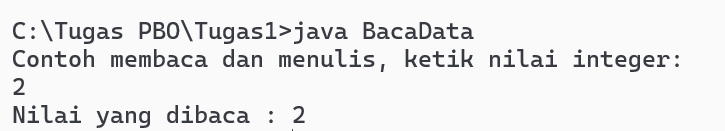 C:\Tugas PBO\Tugas1>java BacaData
Contoh membaca dan menulis, ketik nilai integer:
2
Nilai yang dibaca : 2